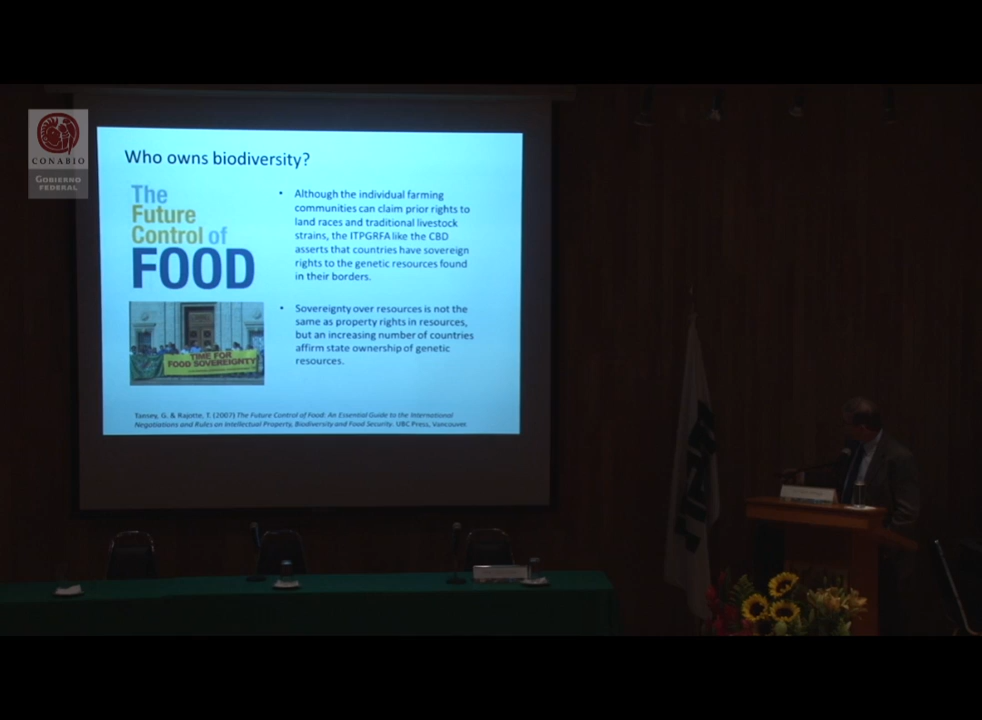 CONABIO
GOBIERNO
FEDERAL
Who owns biodiversity?
The
Future
Control of
FOOD
TIME FOR
FOOD SOVEREIGNTY
• Although the individual farming
communities can claim prior rights to
land races and traditional livestock
strains, the ITPGRFA like the CBD
asserts that countries have sovereign
rights to the genetic resources found
in their borders.
• Sovereignty over resources is not the
same as property rights in resources,
but an increasing number of countries
affirm state ownership of genetic
resources.
Tansey, G. & Rajotte, T. (2007) The Future Control of Food: An Essential Guide to the International
Negotiations and Rules on Intellectual Property, Biodiversity and Food Security. UBC Press, Vancouver